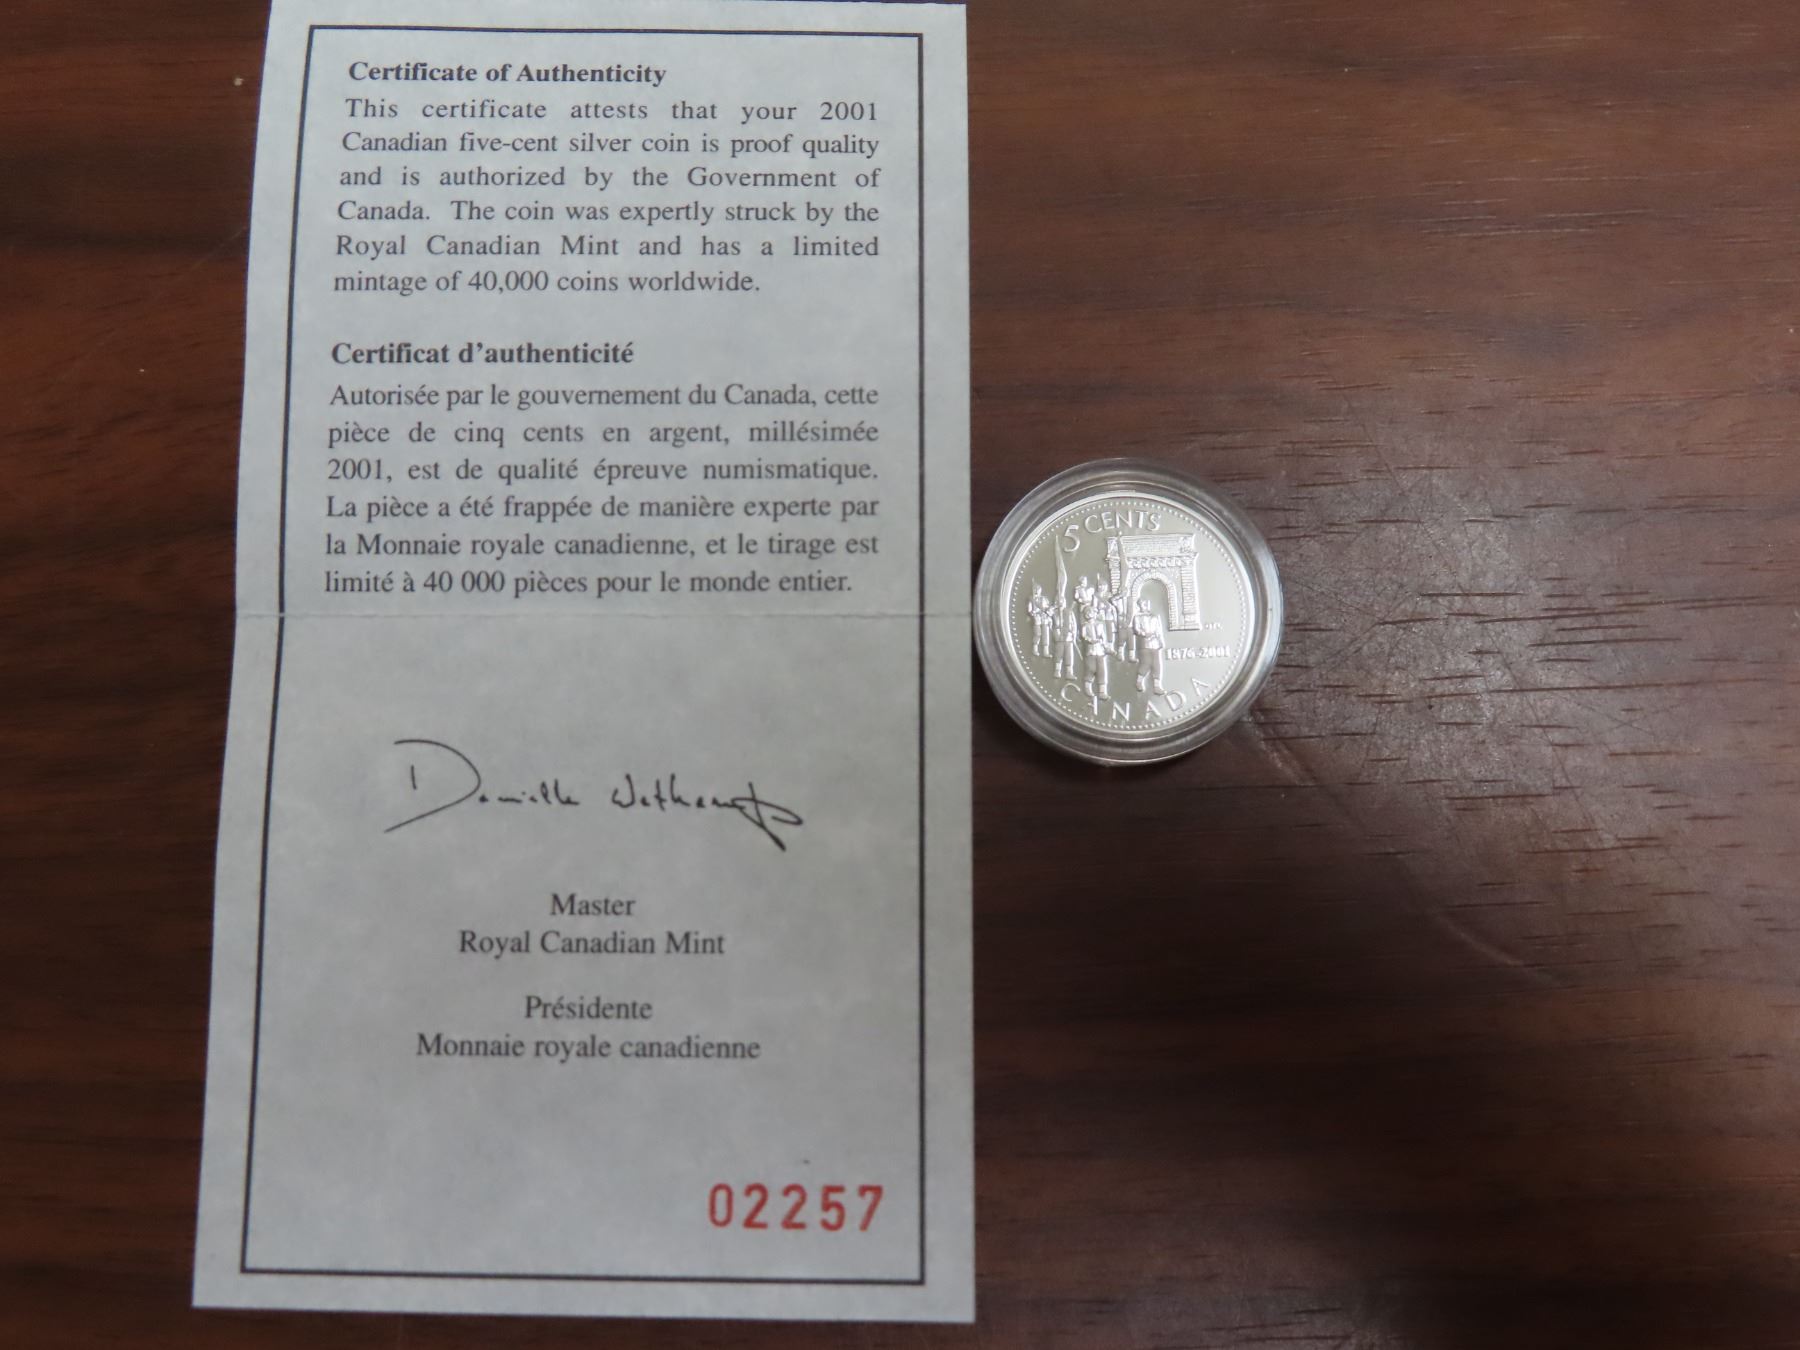 Certificate of Authenticity
This certificate attests that your 2001
Canadian five-cent silver coin is proof quality
and is authorized by the Government of
Canada. The coin was expertly struck by the
Royal Canadian Mint and has a limited
mintage of 40,000 coins worldwide.
Certificat d'authenticité
Autorisée par le gouvernement du Canada, cette
pièce de cinq cents en argent, millésimée
2001, est de qualité épreuve numismatique.
La pièce a été frappée de manière experte par
la Monnaie royale canadienne, et le tirage est
limité à 40 000 pièces pour le monde entier.
Danielle Wetherup
Master
Royal Canadian Mint
Présidente
Monnaie royale canadienne
02257
5 CENTS
1876-2001
CANADA